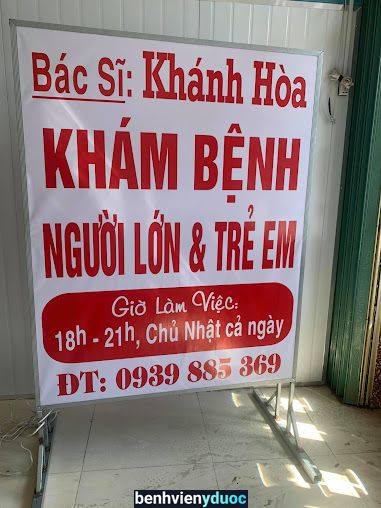 Bác Sĩ: Khánh Hòa
KHÁM BỆNH
NGƯỜI LỚN & TRẺ EM
Giờ Làm Việc:
18h - 21h, Chủ Nhật cả ngày
ĐT: 0939 885 369
benhvienyduoc